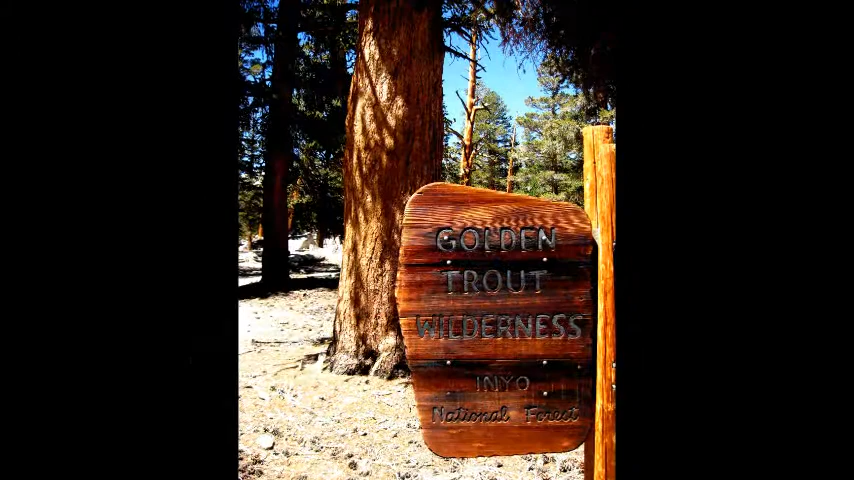 GOLDEN
TROUT
WILDERNESS
INYO
National Forest